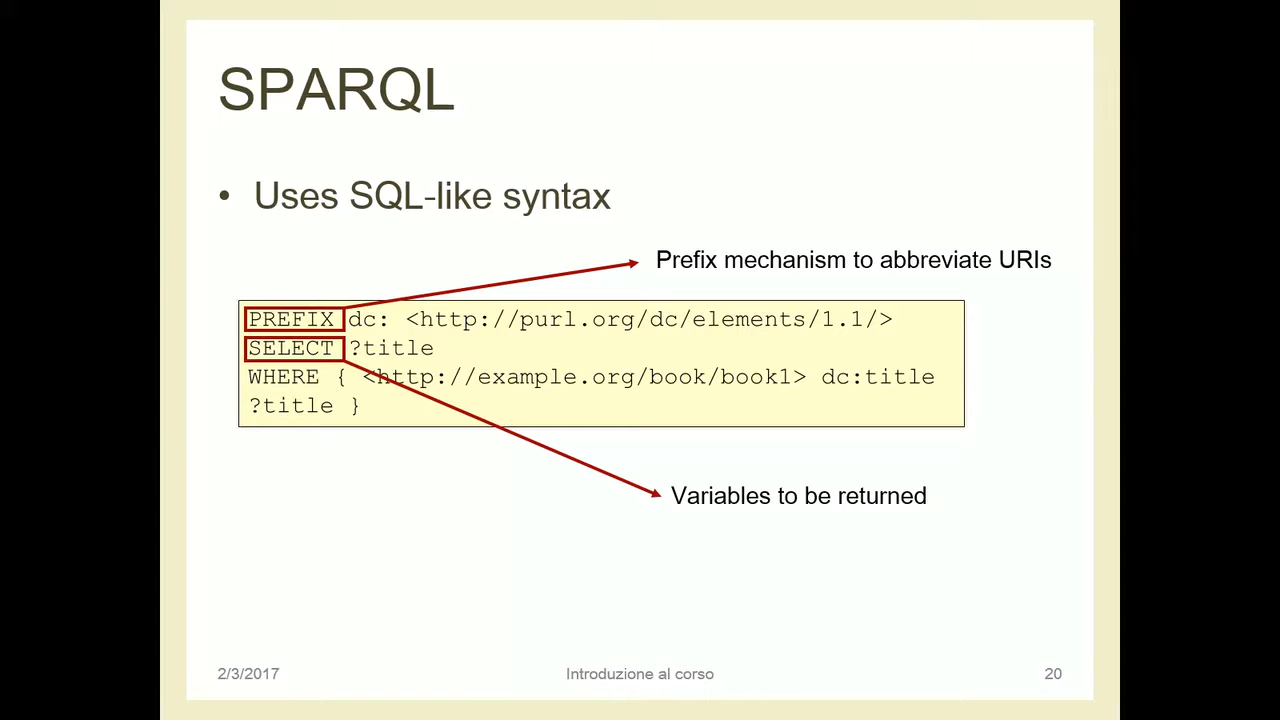 SPARQL
• Uses SQL-like syntax
Prefix mechanism to abbreviate URIs
PREFIX dc: <http://purl.org/dc/elements/1.1/>
SELECT ?title
WHERE { <http://example.org/book/book1> dc:title
?title }
Variables to be returned
2/3/2017 Introduzione al corso 20